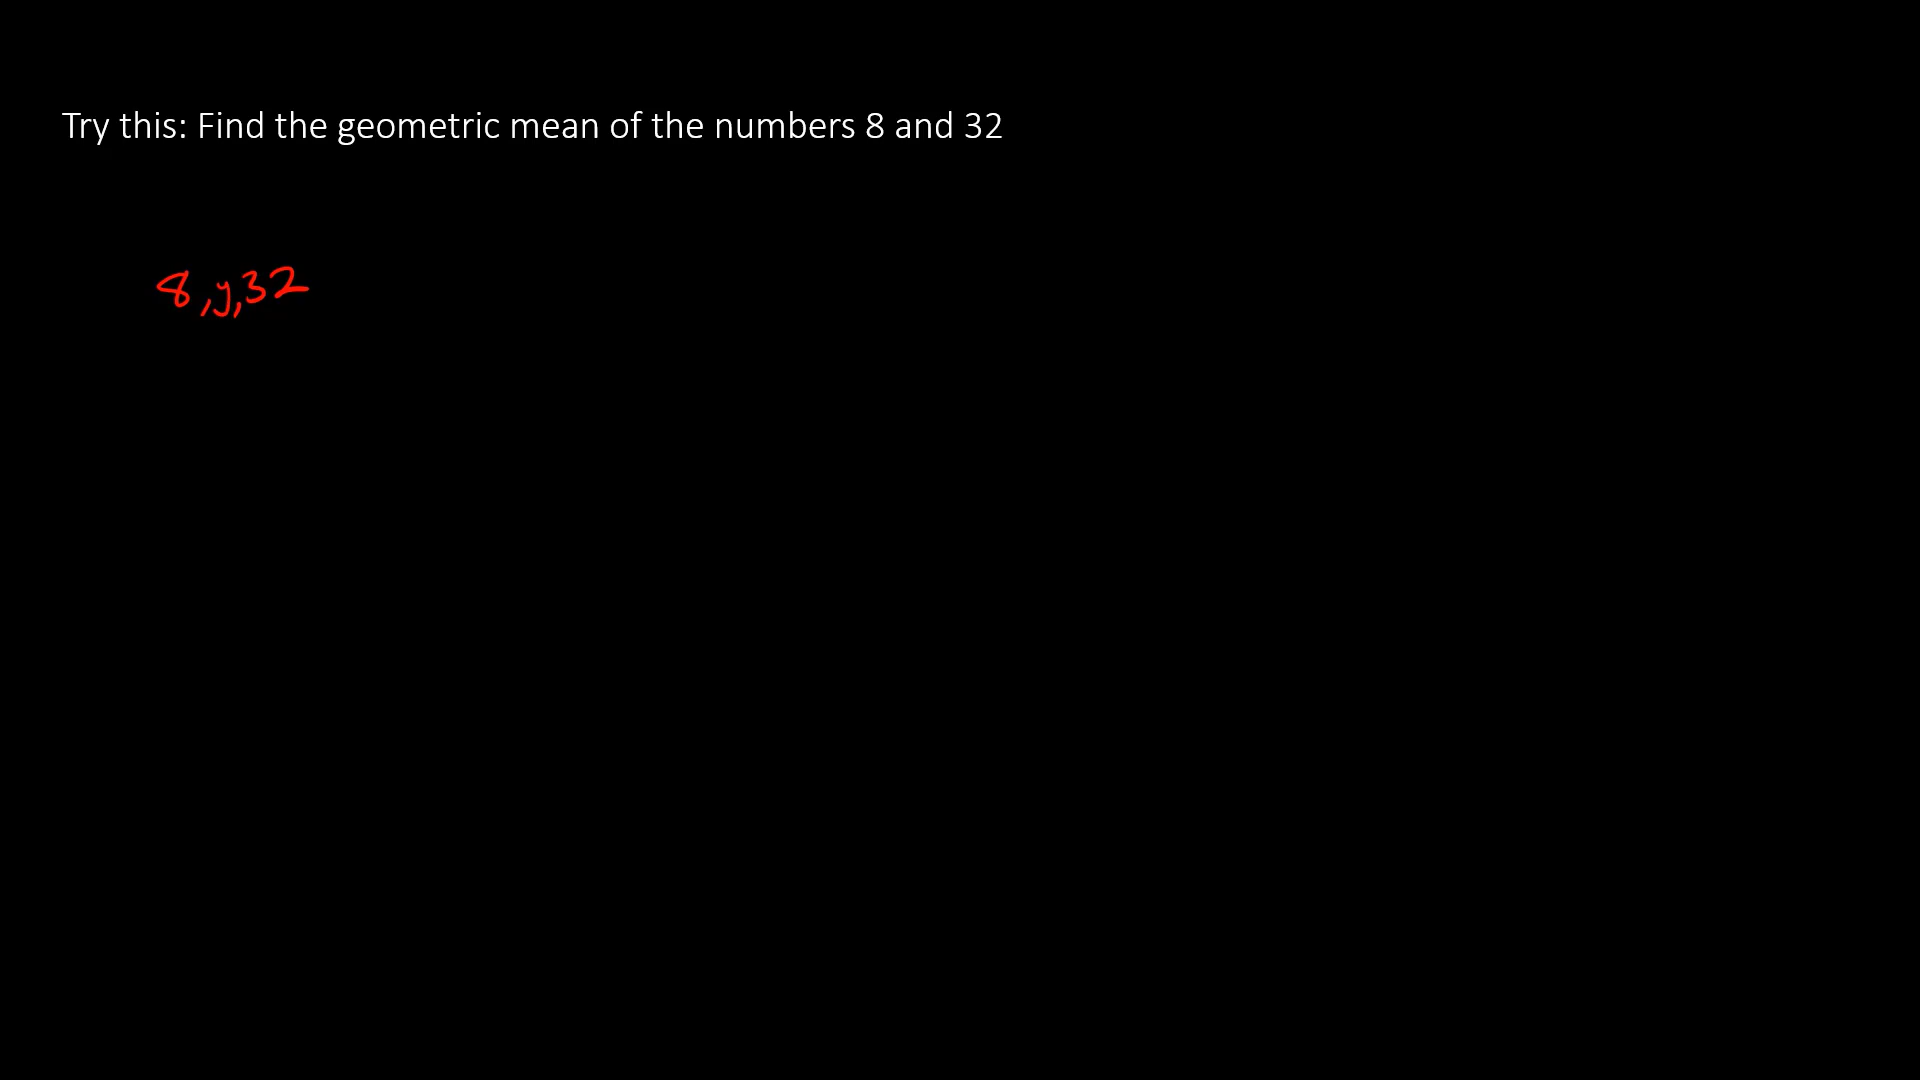 Try this: Find the geometric mean of the numbers 8 and 32
8,y,32